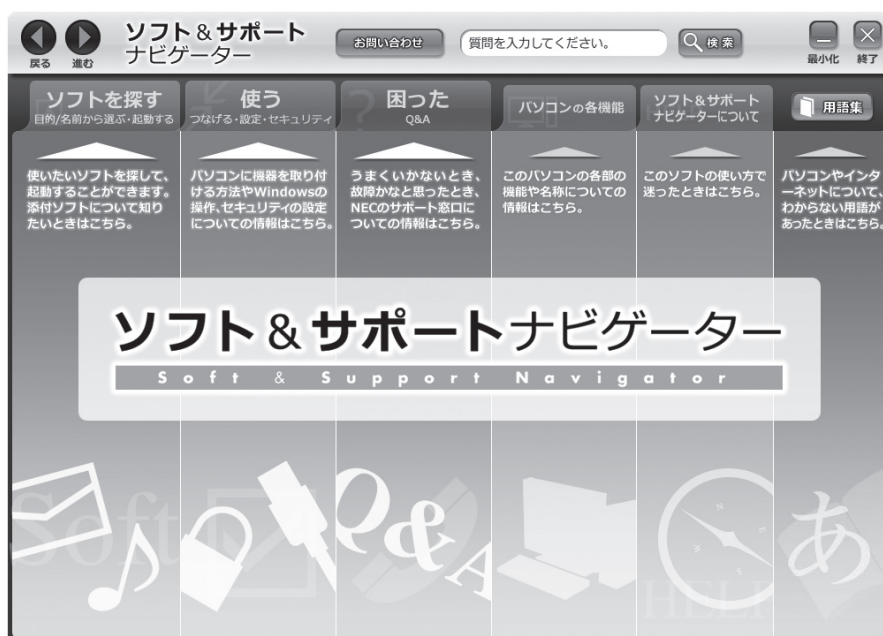 ソフト&サポート
ナビゲーター
戻る
進む
お問い合わせ
質問を入力してください。
検索
最小化
終了
ソフトを探す
目的/名前から選ぶ・起動する
使う
つなげる・設定・セキュリティ
困った
Q&A
パソコンの各機能
ソフト&サポート
ナビゲーターについて
用語集
使いたいソフトを探して、
起動することができます。
添付ソフトについて知り
たいときはこちら。
パソコンに機器を取り付
ける方法やWindowsの
操作、セキュリティの設定
についての情報はこちら。
うまくいかないとき、
故障かなと思ったとき、
NECのサポート窓口に
ついての情報はこちら。
このパソコンの各部の
機能や名称についての
情報はこちら。
このソフトの使い方で
迷ったときはこちら。
パソコンやインタ
ーネットについて、
わからない用語が
あったときはこちら。
ソフト&サポートナビゲーター
Soft & Support Navigator
Soft
Q&A
N
E
S
W
HELP
あ